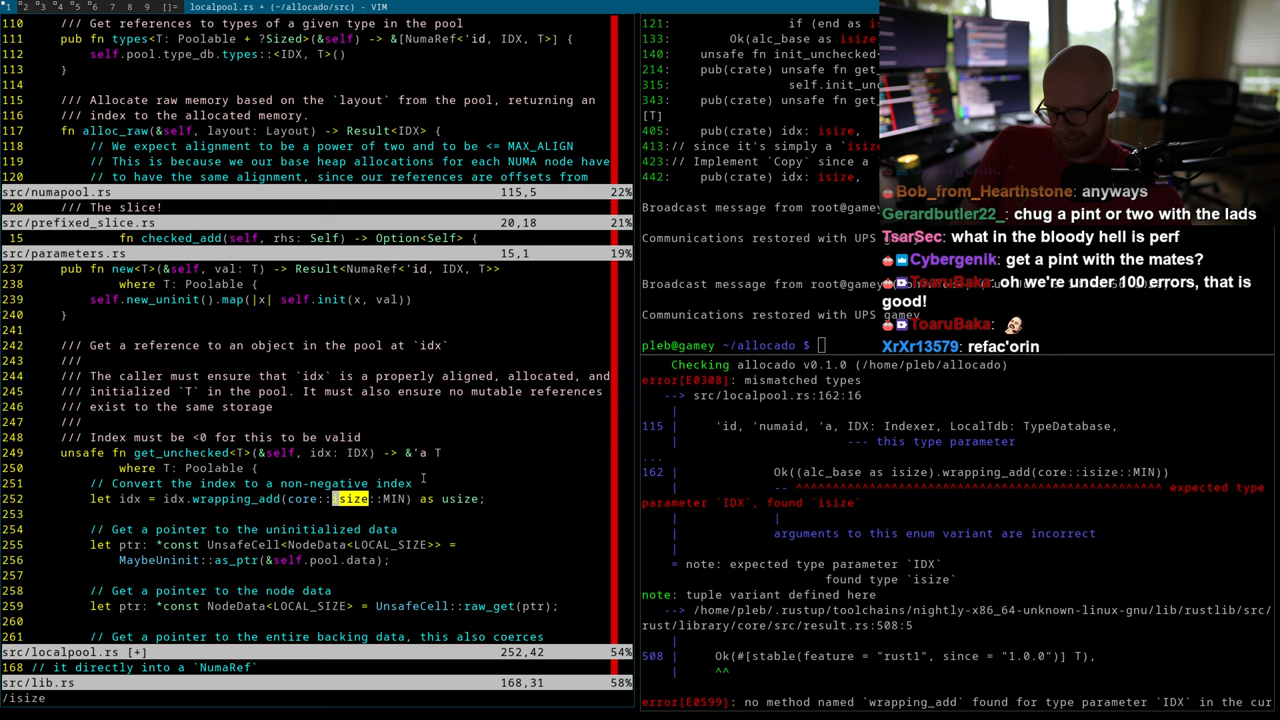 1 2 3 4 5 6 7 8 9 []= localpool.rs + (~/allocado/src) - VIM
110     /// Get references to types of a given type in the pool
111     pub fn types<T: Poolable + ?Sized>(&self) -> &[NumaRef<'id, IDX, T>] {
112         self.pool.type_db.types::<IDX, T>()
113     }
114
115     /// Allocate raw memory based on the `layout` from the pool, returning an
116     /// index to the allocated memory.
117     fn alloc_raw(&self, layout: Layout) -> Result<IDX> {
118         // We expect alignment to be a power of two and to be <= MAX_ALIGN
119         // This is because we our base heap allocations for each NUMA node have
120         // to have the same alignment, since our references are offsets from
src/numapool.rs 115,5 22%
20     /// The slice!
src/prefixed_slice.rs 20,18 21%
15             fn checked_add(self, rhs: Self) -> Option<Self> {
src/parameters.rs 15,1 19%
237     pub fn new<T>(&self, val: T) -> Result<NumaRef<'id, IDX, T>>
238             where T: Poolable {
239         self.new_uninit().map(|x| self.init(x, val))
240     }
241
242     /// Get a reference to an object in the pool at `idx`
243     ///
244     /// The caller must ensure that `idx` is a properly aligned, allocated, and
245     /// initialized `T` in the pool. It must also ensure no mutable references
246     /// exist to the same storage
247     ///
248     /// Index must be <0 for this to be valid
249     unsafe fn get_unchecked<T>(&self, idx: IDX) -> &'a T
250             where T: Poolable {
251         // Convert the index to a non-negative index
252         let idx = idx.wrapping_add(core::isize::MIN) as usize;
253
254         // Get a pointer to the uninitialized data
255         let ptr: *const UnsafeCell<NodeData<LOCAL_SIZE>> =
256             MaybeUninit::as_ptr(&self.pool.data);
257
258         // Get a pointer to the node data
259         let ptr: *const NodeData<LOCAL_SIZE> = UnsafeCell::raw_get(ptr);
260
261         // Get a pointer to the entire backing data, this also coerces
src/localpool.rs [+] 252,42 54%
168 // it directly into a `NumaRef`
src/lib.rs 168,31 58%
/isize
121:            if (end as is
133:        Ok(alc_base as isize
140:    unsafe fn init_unchecked
214:    pub(crate) unsafe fn get_
315:            self.init_unc
343:    pub(crate) unsafe fn get_
[T]
405:    pub(crate) idx: isize,
413:// since it's simply a `isize
423:// Implement `Copy` since a
442:    pub(crate) idx: isize,
Broadcast message from root@gamey
Communications restored with UPS gamey
Broadcast message from root@gamey
Communications restored with UPS gamey
pleb@gamey ~/allocado $
Checking allocado v0.1.0 (/home/pleb/allocado)
error[E0308]: mismatched types
--> src/localpool.rs:162:16
|
115 |     'id, 'numaid, 'a, IDX: Indexer, LocalTdb: TypeDatabase,
|                       --- this type parameter
...
162 |             Ok((alc_base as isize).wrapping_add(core::isize::MIN))
|             -- ^^^^^^^^^^^^^^^^^^^^^^^^^^^^^^^^^^^^^^^^^^^^^^^^^^^ expected type
parameter `IDX`, found `isize`
|             |
|             arguments to this enum variant are incorrect
|
= note: expected type parameter `IDX`
found type `isize`
note: tuple variant defined here
--> /home/pleb/.rustup/toolchains/nightly-x86_64-unknown-linux-gnu/lib/rustlib/src/
rust/library/core/src/result.rs:508:5
|
508 |     Ok(#[stable(feature = "rust1", since = "1.0.0")] T),
|     ^^
error[E0599]: no method named `wrapping_add` found for type parameter `IDX` in the cur
Bob_from_Hearthstone: anyways
Gerardbutler22_: chug a pint or two with the lads
TsarSec: what in the bloody hell is perf
Cybergenik: get a pint with the mates?
ToaruBaka: oh we're under 100 errors, that is
good!
ToaruBaka:
XrXr13579: refac'orin